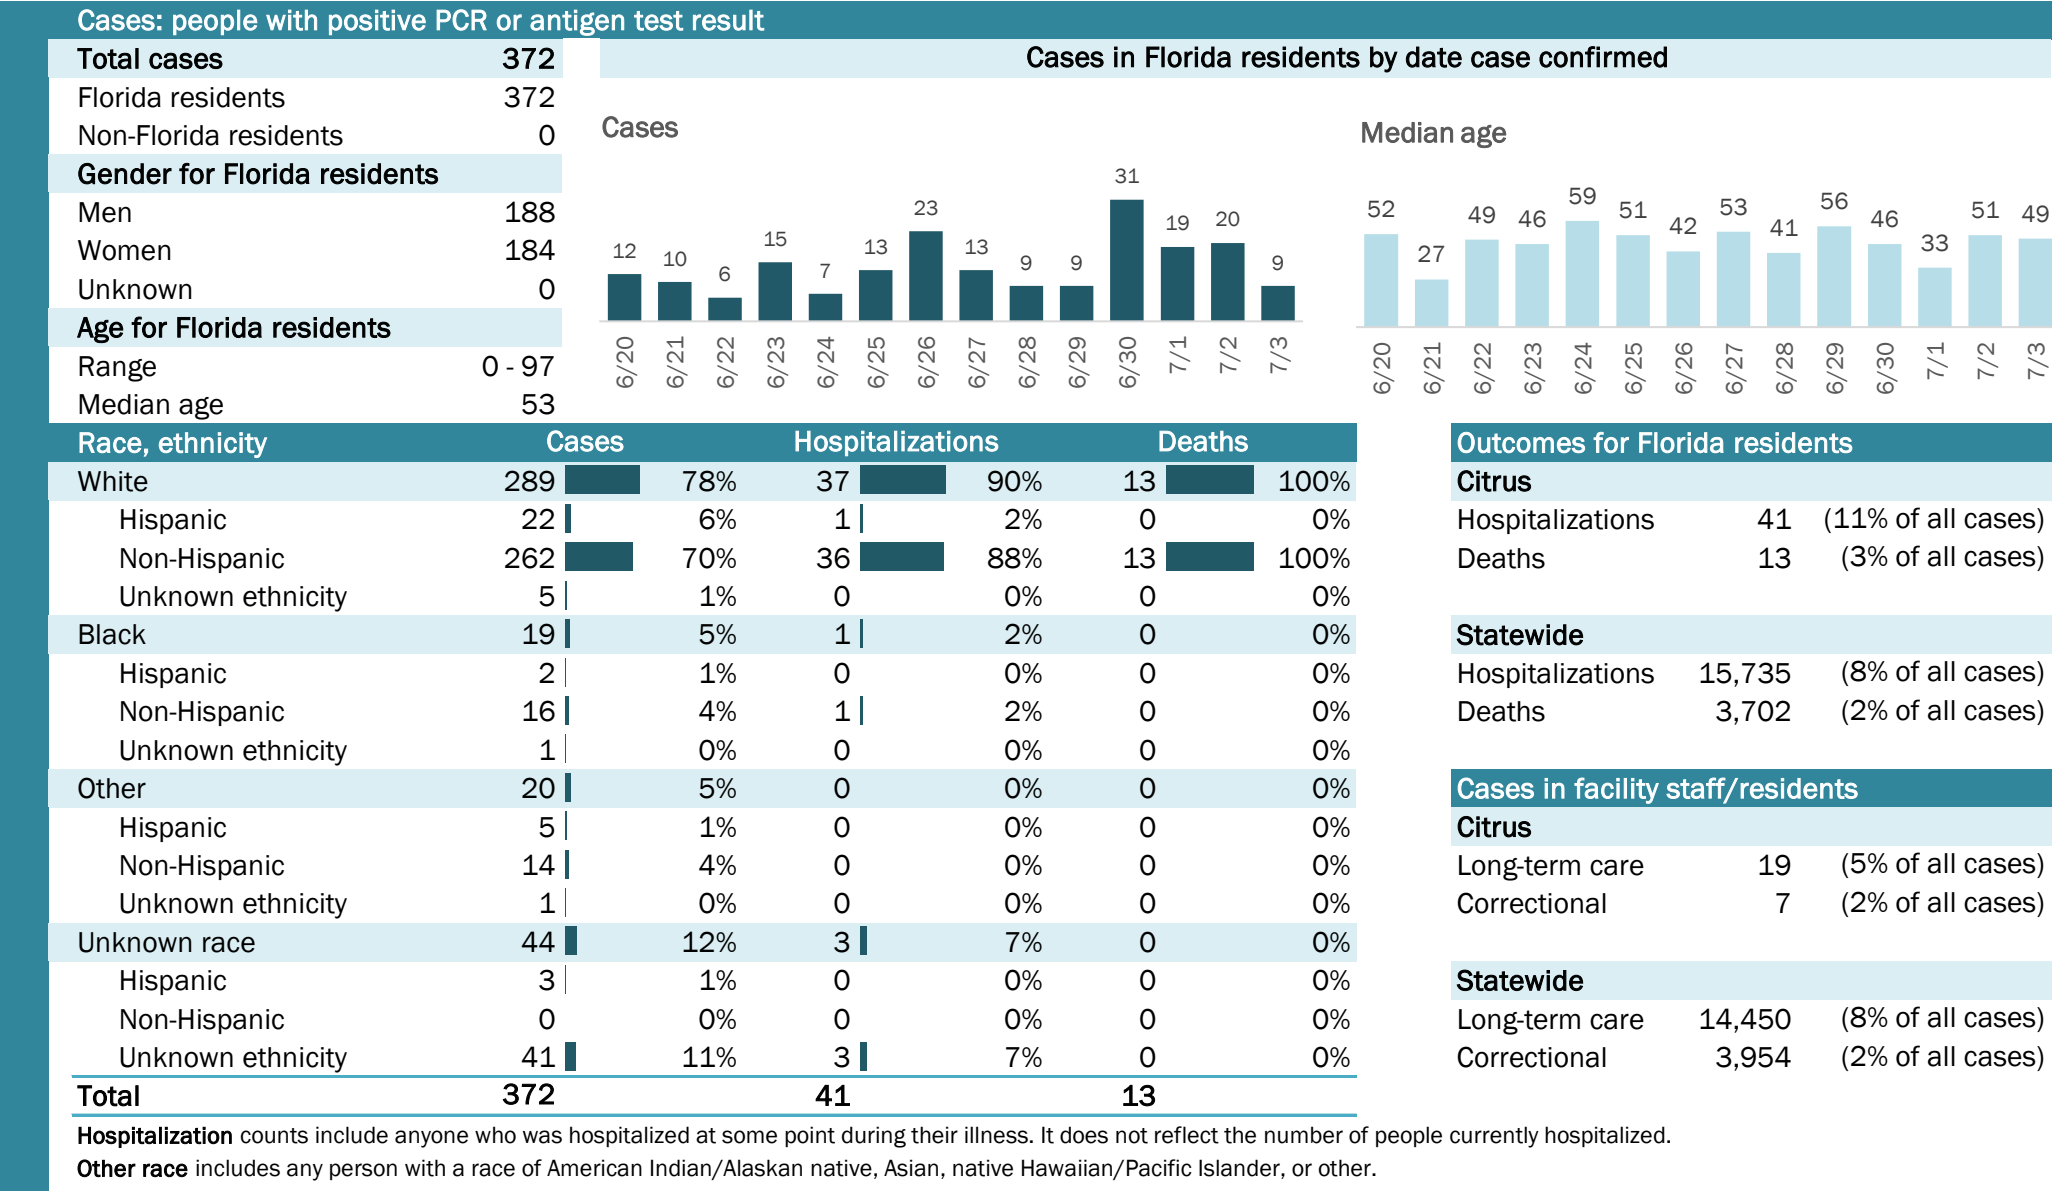 Cases: people with positive PCR or antigen test result
Total cases 372
Florida residents 372
Non-Florida residents 0
Gender for Florida residents
Men 188
Women 184
Unknown 0
Age for Florida residents
Range 0 - 97
Median age 53
Cases in Florida residents by date case confirmed
Cases
12 10 6 15 7 13 23 13 9 9 31 19 20 9
6/20 6/21 6/22 6/23 6/24 6/25 6/26 6/27 6/28 6/29 6/30 7/1 7/2 7/3
Median age
52 27 49 46 59 51 42 53 41 56 46 33 51 49
6/20 6/21 6/22 6/23 6/24 6/25 6/26 6/27 6/28 6/29 6/30 7/1 7/2 7/3
Race, ethnicity Cases Hospitalizations Deaths
White 289 78% 37 90% 13 100%
Hispanic 22 6% 1 2% 0 0%
Non-Hispanic 262 70% 36 88% 13 100%
Unknown ethnicity 5 1% 0 0% 0 0%
Black 19 5% 1 2% 0 0%
Hispanic 2 1% 0 0% 0 0%
Non-Hispanic 16 4% 1 2% 0 0%
Unknown ethnicity 1 0% 0 0% 0 0%
Other 20 5% 0 0% 0 0%
Hispanic 5 1% 0 0% 0 0%
Non-Hispanic 14 4% 0 0% 0 0%
Unknown ethnicity 1 0% 0 0% 0 0%
Unknown race 44 12% 3 7% 0 0%
Hispanic 3 1% 0 0% 0 0%
Non-Hispanic 0 0% 0 0% 0 0%
Unknown ethnicity 41 11% 3 7% 0 0%
Total 372 41 13
Outcomes for Florida residents
Citrus
Hospitalizations 41 (11% of all cases)
Deaths 13 (3% of all cases)
Statewide
Hospitalizations 15,735 (8% of all cases)
Deaths 3,702 (2% of all cases)
Cases in facility staff/residents
Citrus
Long-term care 19 (5% of all cases)
Correctional 7 (2% of all cases)
Statewide
Long-term care 14,450 (8% of all cases)
Correctional 3,954 (2% of all cases)
Hospitalization counts include anyone who was hospitalized at some point during their illness. It does not reflect the number of people currently hospitalized.
Other race includes any person with a race of American Indian/Alaskan native, Asian, native Hawaiian/Pacific Islander, or other.